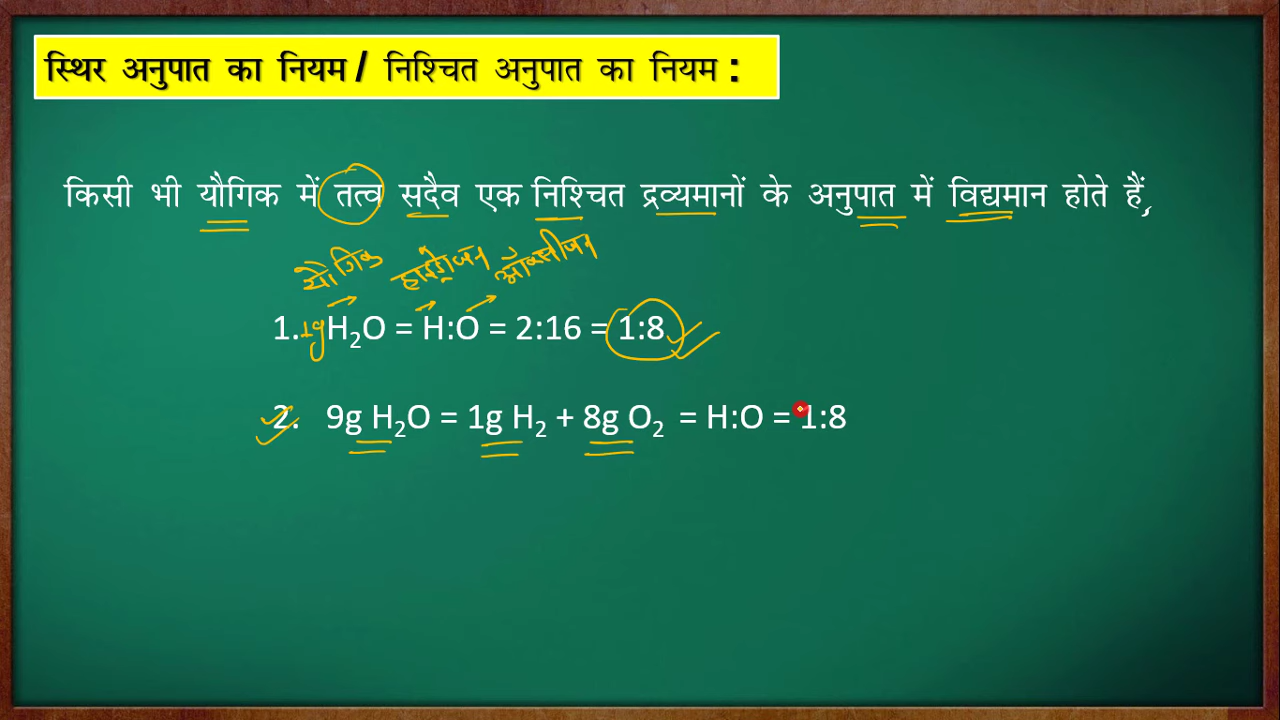 स्थिर अनुपात का नियम / निश्चित अनुपात का नियम :
किसी भी यौगिक में तत्व सदैव एक निश्चित द्रव्यमानों के अनुपात में विद्यमान होते हैं,
यौगिक हाइड्रोजन ऑक्सीजन
1. 1g H₂O = H:O = 2:16 = 1:8
2. 9g H₂O = 1g H₂ + 8g O₂ = H:O = 1:8